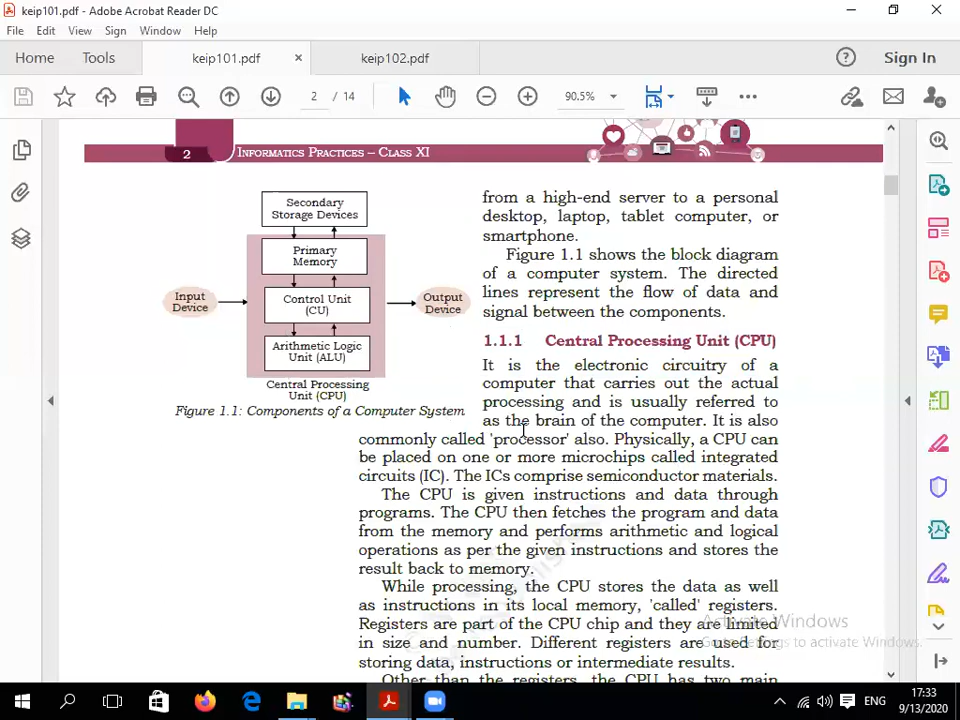 keip101.pdf - Adobe Acrobat Reader DC
File Edit View Sign Window Help
Home Tools keip101.pdf × keip102.pdf ? Sign In
2 / 14 90.5%
2 INFORMATICS PRACTICES – CLASS XI
Secondary
Storage Devices
Primary
Memory
Input
Device
Control Unit
(CU)
Output
Device
Arithmetic Logic
Unit (ALU)
Central Processing
Unit (CPU)
Figure 1.1: Components of a Computer System
from a high-end server to a personal
desktop, laptop, tablet computer, or
smartphone.
Figure 1.1 shows the block diagram
of a computer system. The directed
lines represent the flow of data and
signal between the components.
1.1.1 Central Processing Unit (CPU)
It is the electronic circuitry of a
computer that carries out the actual
processing and is usually referred to
as the brain of the computer. It is also
commonly called 'processor' also. Physically, a CPU can
be placed on one or more microchips called integrated
circuits (IC). The ICs comprise semiconductor materials.
The CPU is given instructions and data through
programs. The CPU then fetches the program and data
from the memory and performs arithmetic and logical
operations as per the given instructions and stores the
result back to memory.
While processing, the CPU stores the data as well
as instructions in its local memory, 'called' registers.
Registers are part of the CPU chip and they are limited
in size and number. Different registers are used for
storing data, instructions or intermediate results.
Other than the registers, the CPU has two main
Activate Windows
Go to Settings to activate Windows.
ENG
17:33
9/13/2020